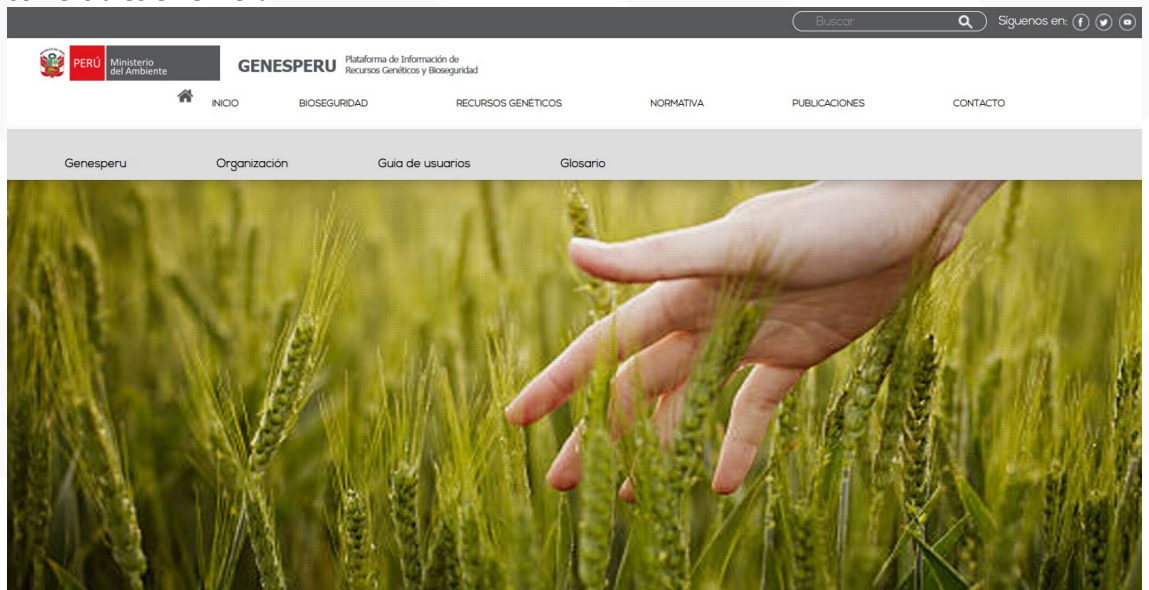 Buscar
Síguenos en:
PERÚ
Ministerio
del Ambiente
GENESPERU
Plataforma de Información de
Recursos Genéticos y Bioseguridad
INICIO
BIOSEGURIDAD
RECURSOS GENÉTICOS
NORMATIVA
PUBLICACIONES
CONTACTO
Genesperu
Organización
Guia de usuarios
Glosario